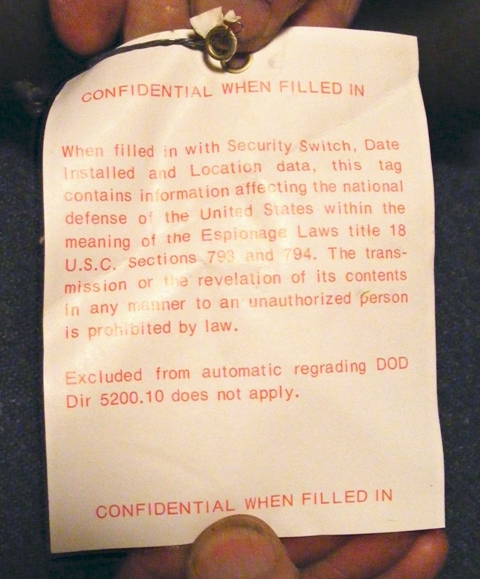 CONFIDENTIAL WHEN FILLED IN
When filled in with Security Switch, Date
Installed and Location data, this tag
contains information affecting the national
defense of the United States within the
meaning of the Espionage Laws title 18
U.S.C. Sections 793 and 794. The trans-
mission or the revelation of its contents
in any manner to an unauthorized person
is prohibited by law.
Excluded from automatic regrading DOD
Dir 5200.10 does not apply.
CONFIDENTIAL WHEN FILLED IN